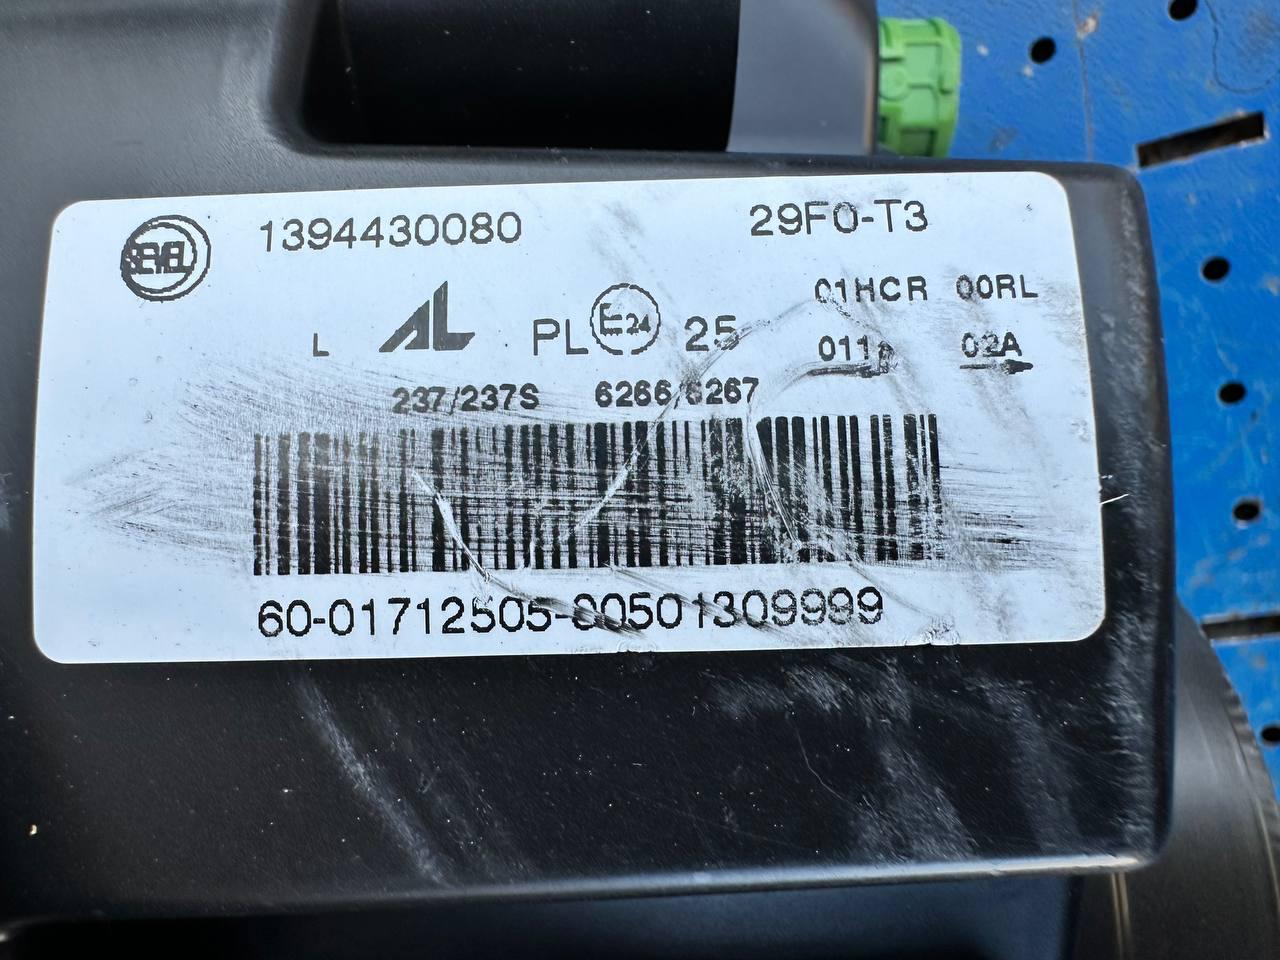 SEVEL 1394430080 29F0-T3
01HCR 00RL
L AL PL E24 25
011 02A
237/237S 6266/6267
60-01712505-00501309999